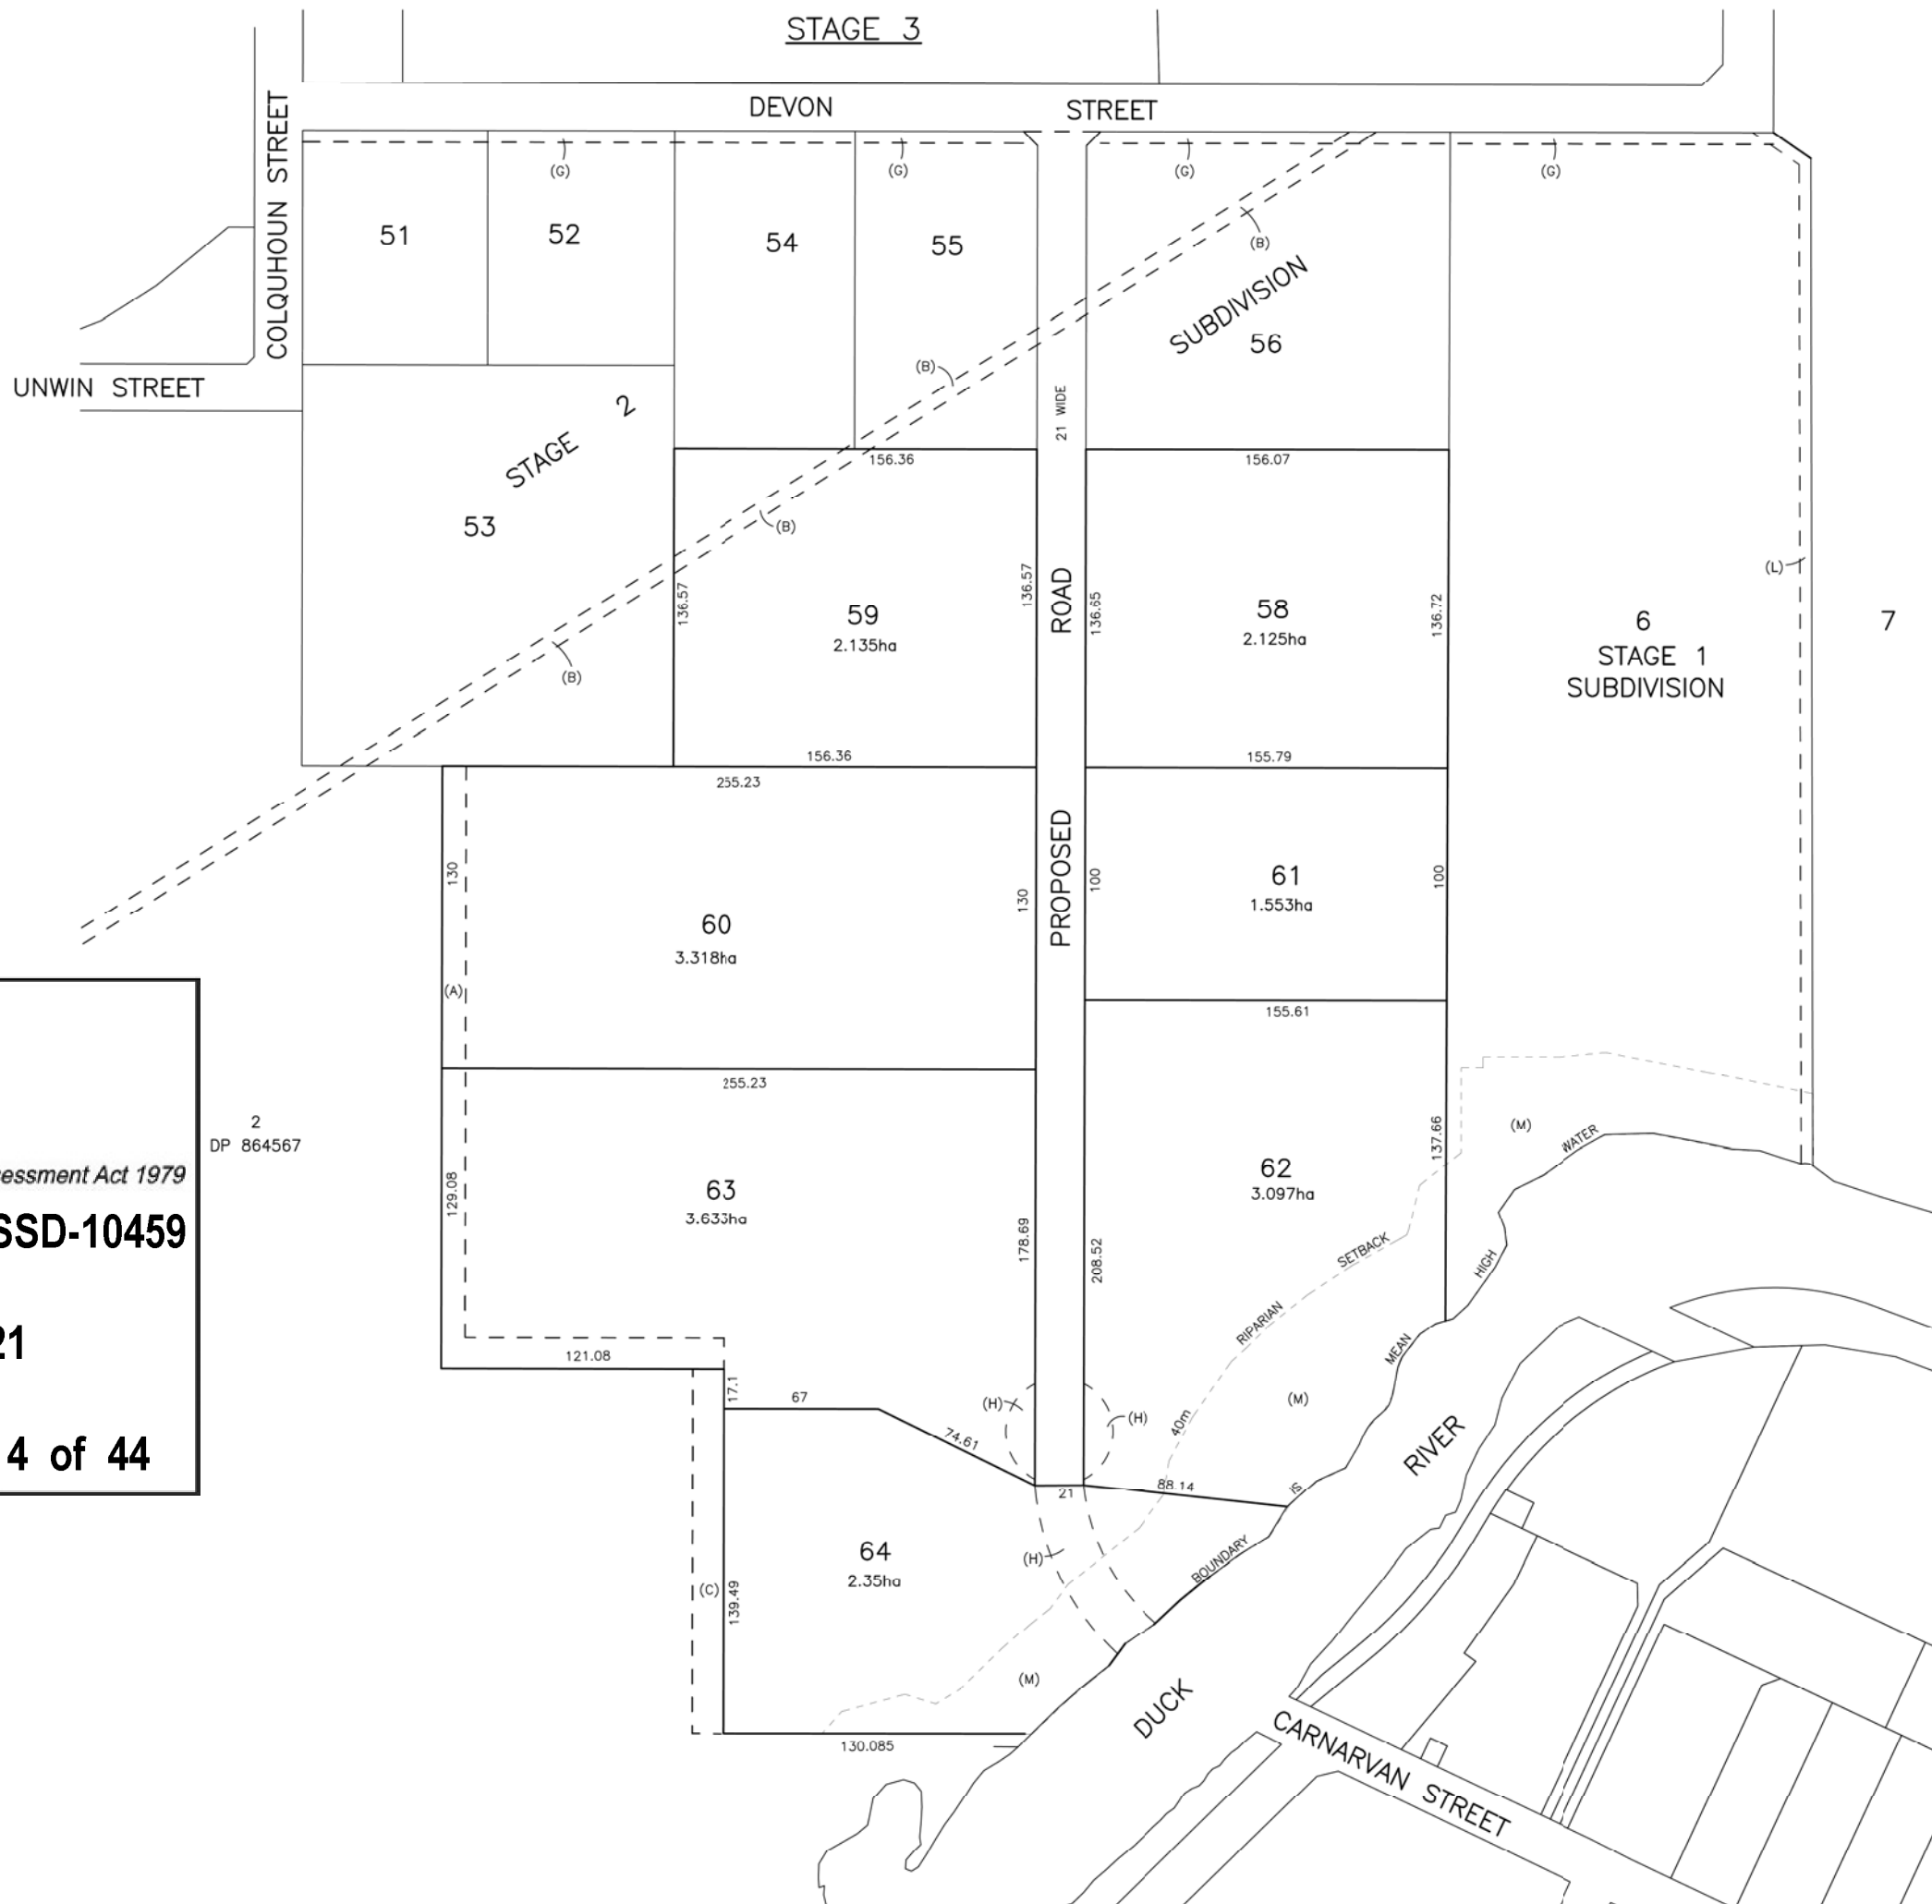 STAGE 3
DEVON STREET
COLQUHOUN STREET
UNWIN STREET
(G)
(G)
(G)
(G)
51
52
54
55
(B)
SUBDIVISION
56
(B)
21 WIDE
STAGE 2
53
156.36
156.07
(B)
136.57
136.57
136.65
136.72
59
2.135ha
58
2.125ha
(L)
6
STAGE 1
SUBDIVISION
7
(B)
156.36
155.79
255.23
PROPOSED ROAD
130
130
100
100
61
1.553ha
60
3.318ha
(A)
155.61
255.23
2
DP 864567
essment Act 1979
SSD-10459
21
4 of 44
129.08
63
3.633ha
178.69
208.52
62
3.097ha
137.66
(M)
40m RIPARIAN SETBACK
BOUNDARY IS MEAN HIGH WATER
121.08
17.1
67
74.61
(H)
(H)
(M)
21
88.14
DUCK RIVER
64
2.35ha
(H)
(C)
139.49
(M)
130.085
CARNARVAN STREET